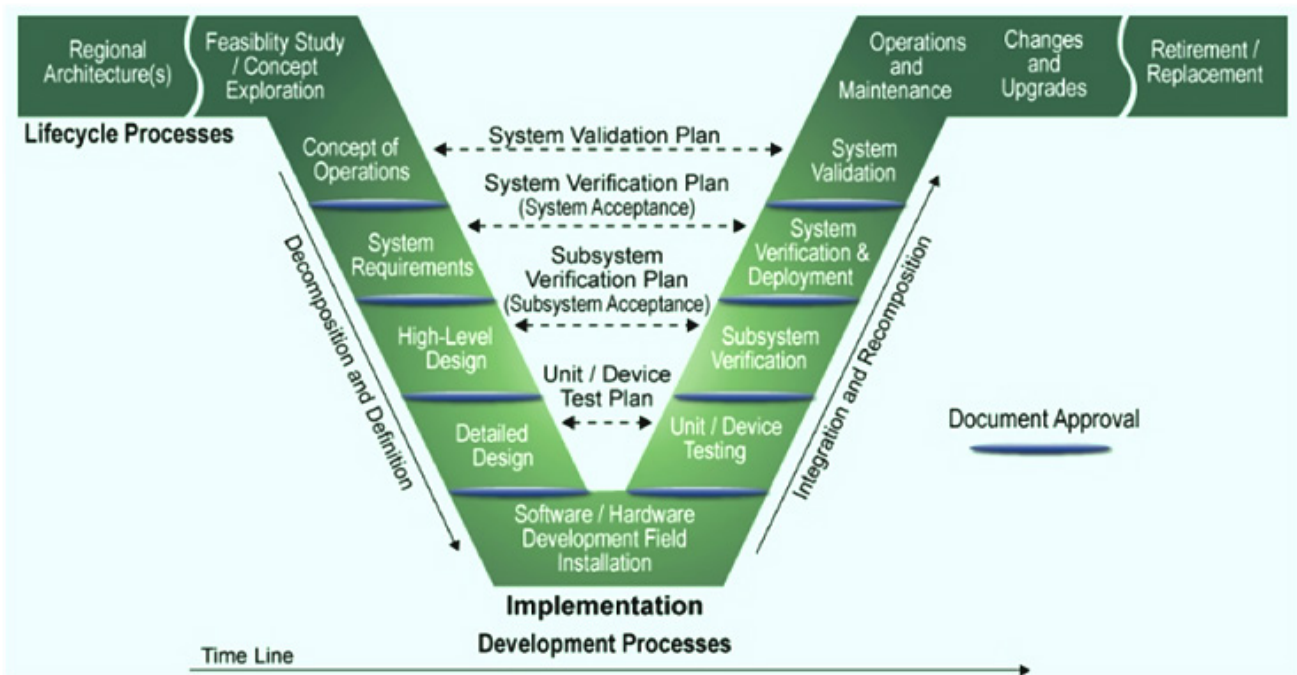 Regional
Architecture(s)
Feasiblity Study
/ Concept
Exploration
Operations
and
Maintenance
Changes
and
Upgrades
Retirement /
Replacement
Lifecycle Processes
Concept of
Operations
System Validation Plan
System
Validation
System Verification Plan
(System Acceptance)
System
Requirements
System
Verification &
Deployment
Subsystem
Verification Plan
(Subsystem Acceptance)
High-Level
Design
Subsystem
Verification
Unit / Device
Test Plan
Detailed
Design
Unit / Device
Testing
Decomposition and Definition
Integration and Recomposition
Document Approval
Software / Hardware
Development Field
Installation
Implementation
Development Processes
Time Line